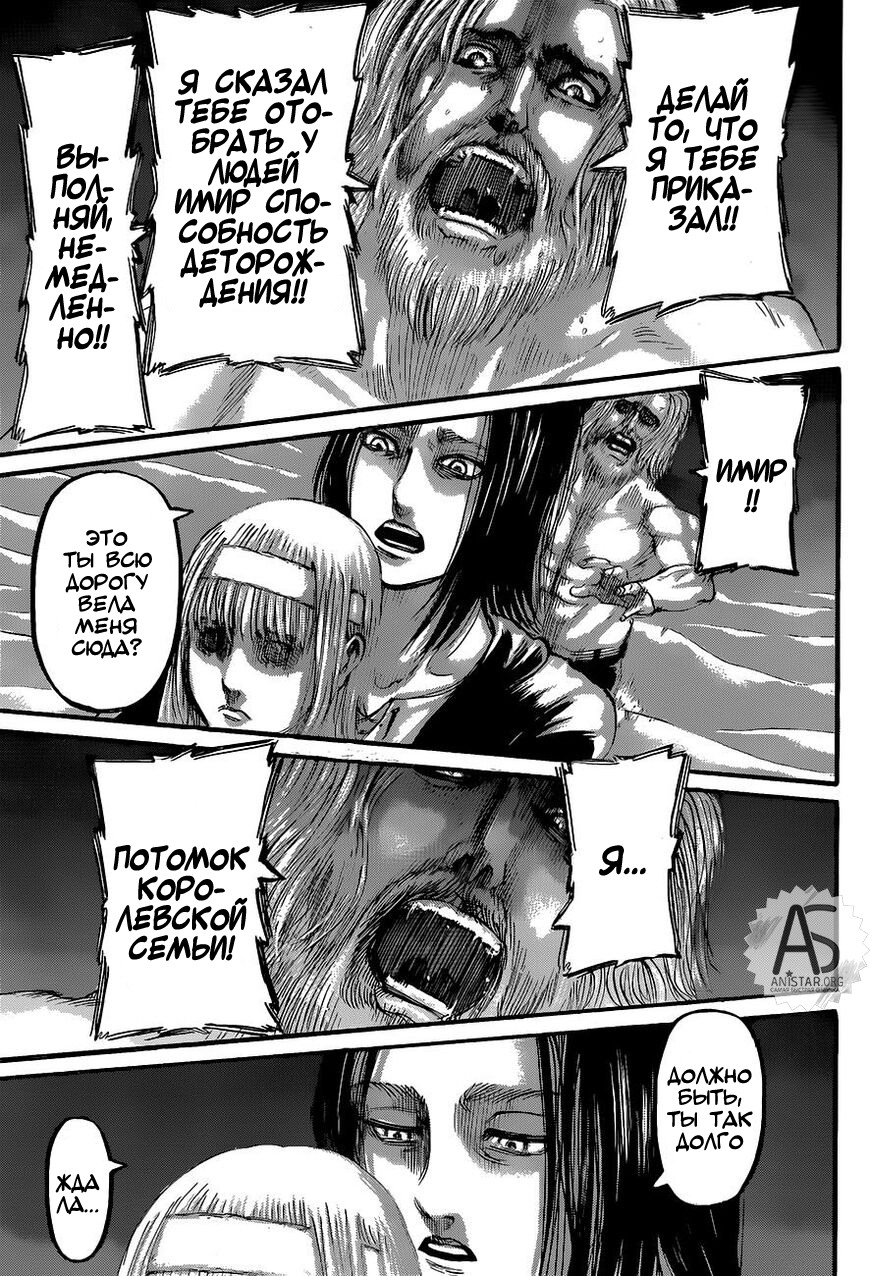 ДЕЛАЙ
ТО, ЧТО
Я ТЕБЕ
ПРИКА-
ЗАЛ!!
Я СКАЗАЛ
ТЕБЕ ОТО-
БРАТЬ У
ЛЮДЕЙ
ИМИР СПО-
СОБНОСТЬ
ДЕТОРОЖ-
ДЕНИЯ!!
ВЫ-
ПОЛ-
НЯЙ,
НЕ-
МЕД-
ЛЕН-
НО!!
ИМИР
!!
ЭТО
ТЫ ВСЮ
ДОРОГУ
ВЕЛА
МЕНЯ
СЮДА?
Я...
ПОТОМОК
КОРО-
ЛЕВСКОЙ
СЕМЬИ!
AS
ANISTAR.ORG
ДОЛЖНО
БЫТЬ,
ТЫ ТАК
ДОЛГО
ЖДА
ЛА...